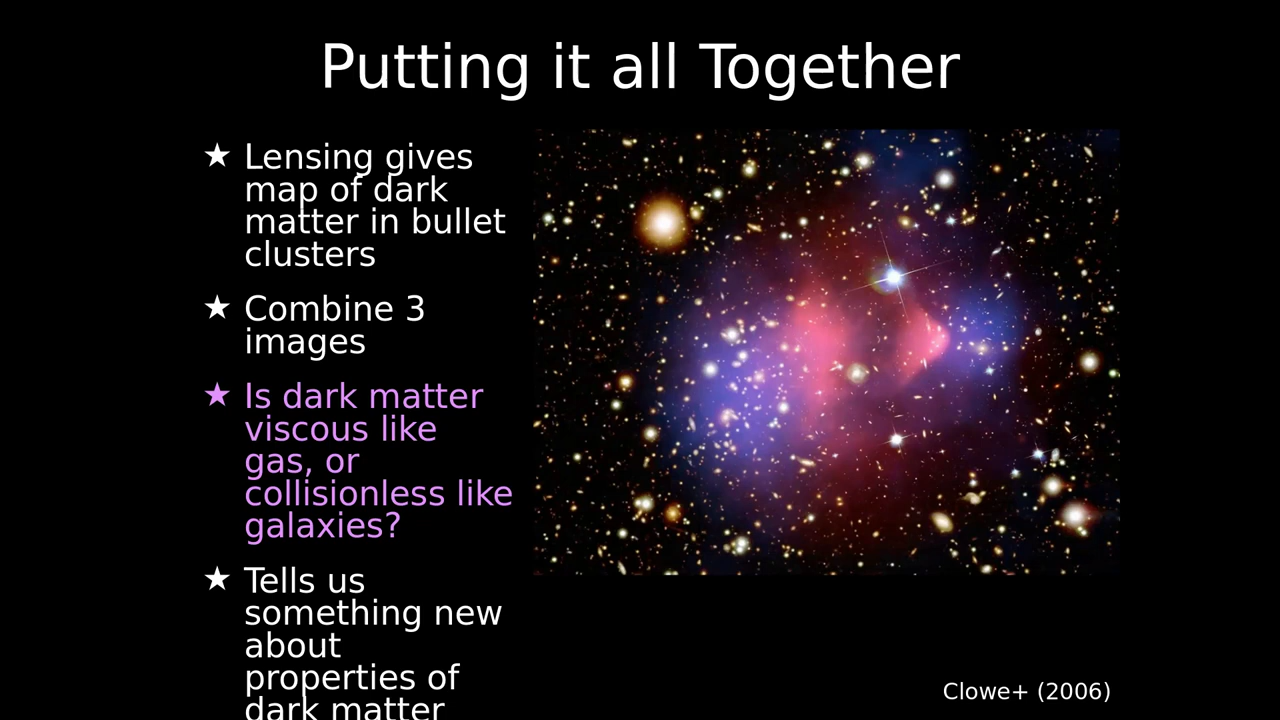 Putting it all Together
★ Lensing gives
map of dark
matter in bullet
clusters
★ Combine 3
images
★ Is dark matter
viscous like
gas, or
collisionless like
galaxies?
★ Tells us
something new
about
properties of
dark matter
Clowe+ (2006)